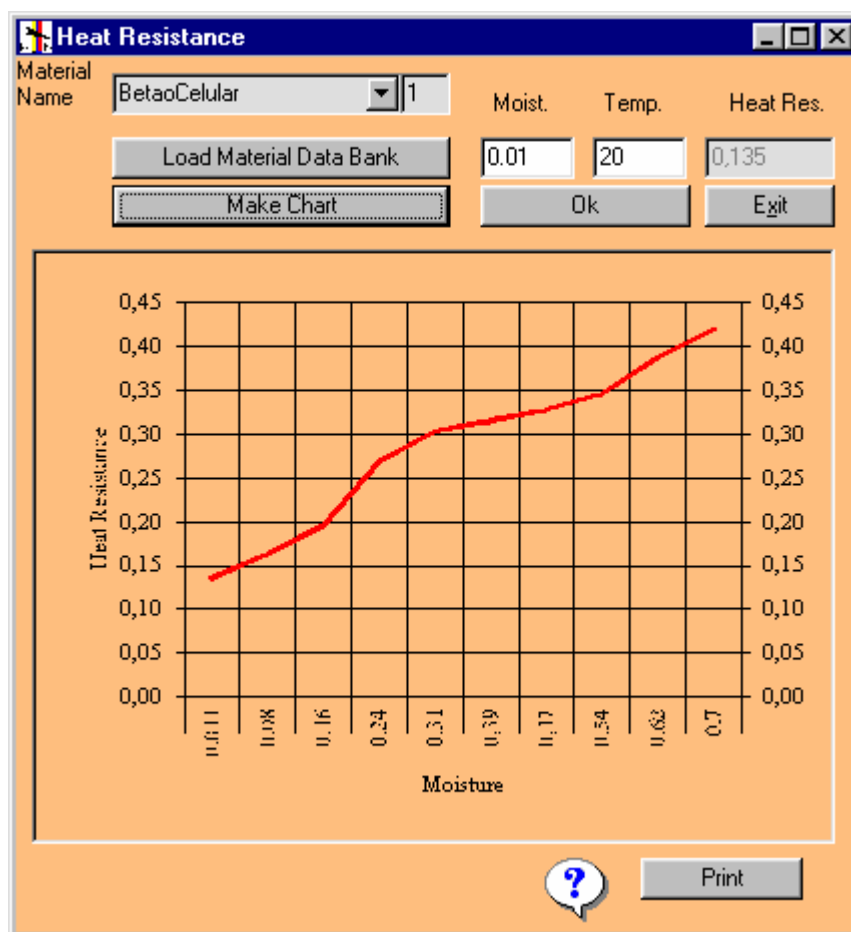 Heat Resistance
Material
Name
BetaoCelular 1
Moist. Temp. Heat Res.
Load Material Data Bank
0.01 20 0,135
Make Chart
Ok Exit
0,45 0,45
0,40 0,40
0,35 0,35
0,30 0,30
0,25 0,25
0,20 0,20
0,15 0,15
0,10 0,10
0,05 0,05
0,00 0,00
Heat Resistance
0.08 0.16 0.24 0.31 0.39 0.54 0.62 0.7
Moisture
?
Print